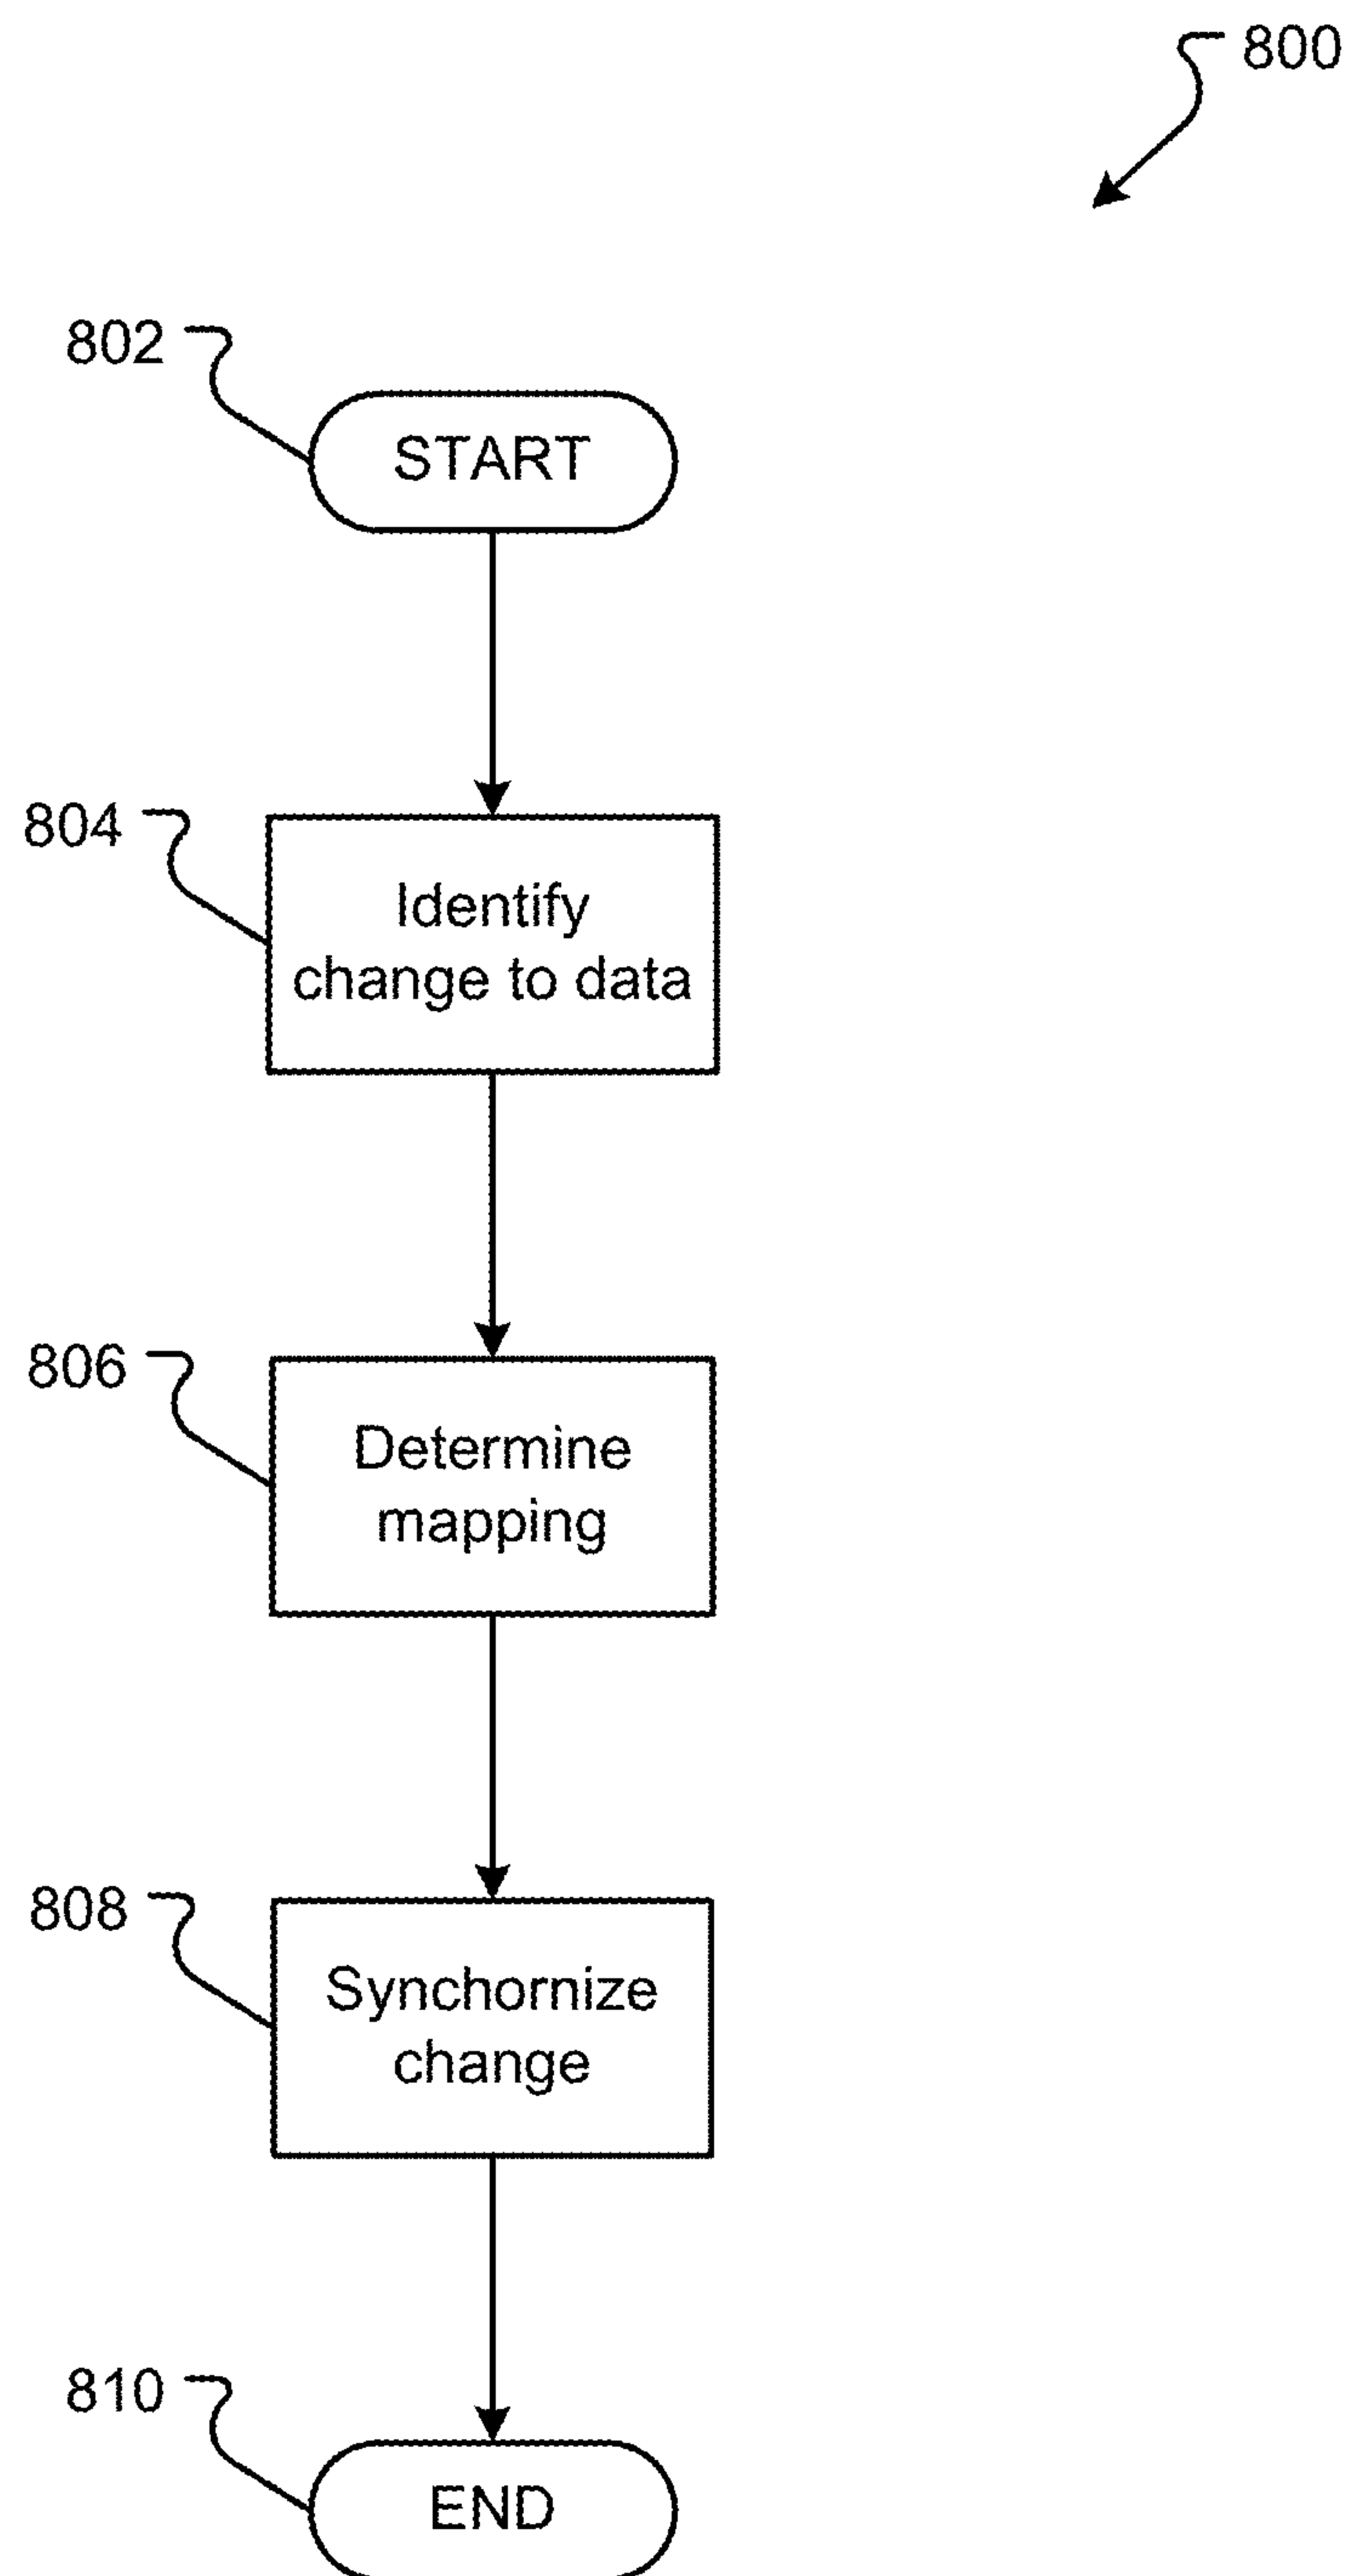 800
802
START
804
Identify
change to data
806
Determine
mapping
808
Synchornize
change
810
END